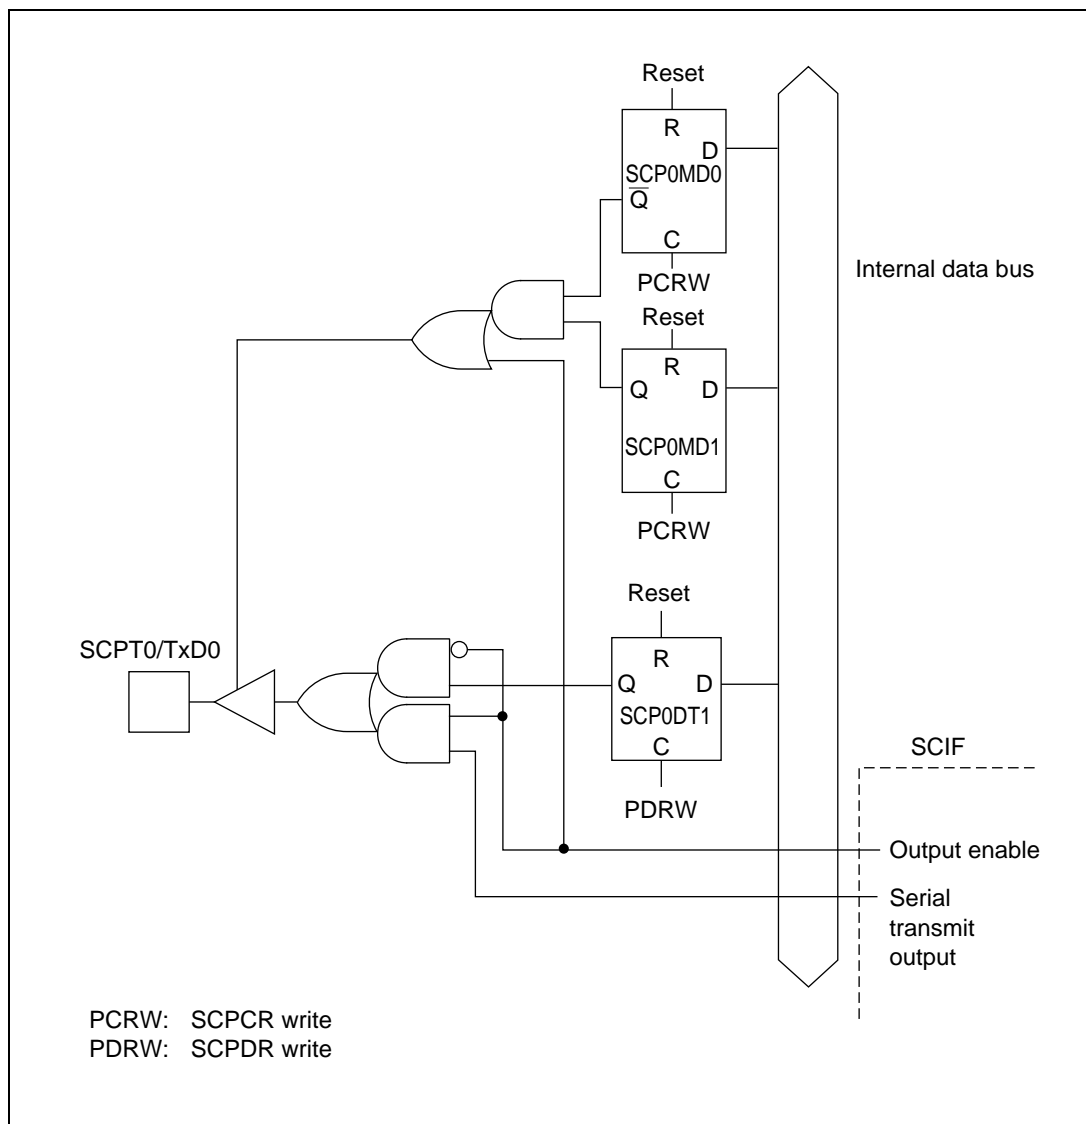 Reset
R
D
SCP0MD0
Q̅
C
PCRW
Internal data bus
Reset
R
Q D
SCP0MD1
C
PCRW
Reset
SCPT0/TxD0
R
Q D
SCP0DT1
C
PDRW
SCIF
Output enable
Serial
transmit
output
PCRW: SCPCR write
PDRW: SCPDR write